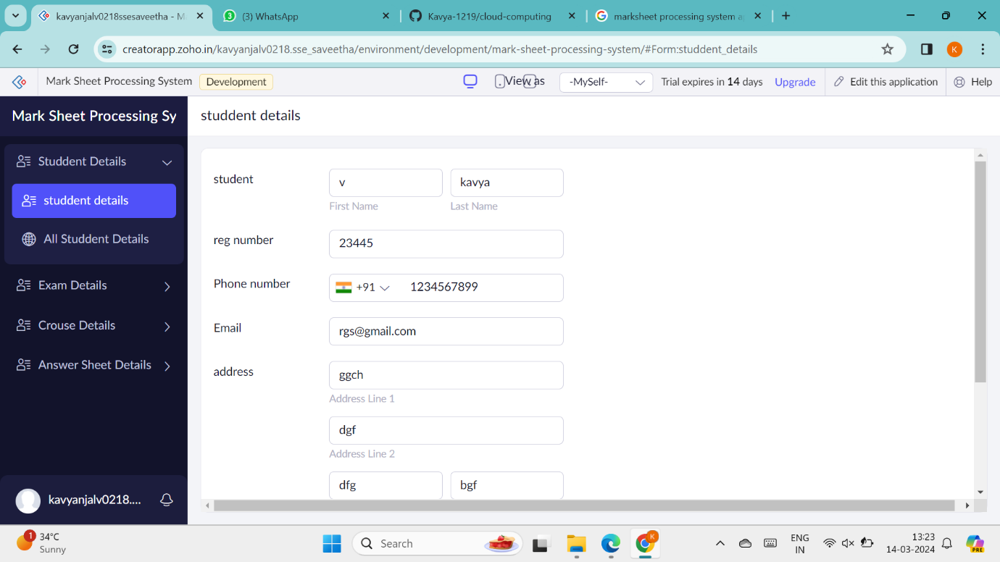 kavyanjalv0218ssesaveetha - M
(3) WhatsApp
Kavya-1219/cloud-computing
marksheet processing system a
creatorapp.zoho.in/kavyanjalv0218.sse_saveetha/environment/development/mark-sheet-processing-system/#Form:studdent_details
K
Mark Sheet Processing System
Development
View as
-MySelf-
Trial expires in 14 days
Upgrade
Edit this application
Help
Mark Sheet Processing Sy
studdent details
Studdent Details
studdent details
All Studdent Details
Exam Details
Crouse Details
Answer Sheet Details
kavyanjalv0218....
student
v
kavya
First Name
Last Name
reg number
23445
Phone number
+91
1234567899
Email
rgs@gmail.com
address
ggch
Address Line 1
dgf
Address Line 2
dfg
bgf
1
34°C
Sunny
Search
K
ENG
IN
13:23
14-03-2024
PRE